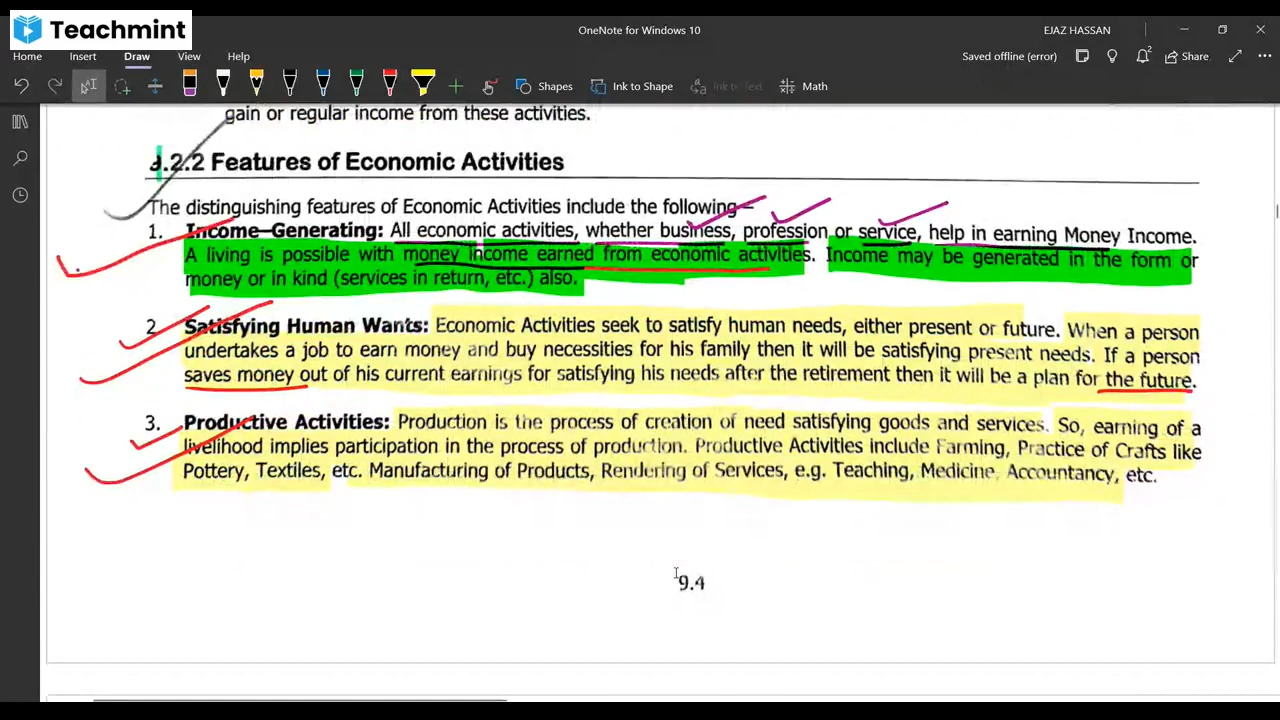 Teachmint
OneNote for Windows 10
EJAZ HASSAN
Home Insert Draw View Help
Saved offline (error)
Share
Shapes
Ink to Shape
Ink to Text
Math
gain or regular income from these activities.
.2.2 Features of Economic Activities
The distinguishing features of Economic Activities include the following—
1. Income–Generating: All economic activities, whether business, profession or service, help in earning Money Income.
A living is possible with money income earned from economic activities. Income may be generated in the form or
money or in kind (services in return, etc.) also.
2 Satisfying Human Wants: Economic Activities seek to satisfy human needs, either present or future. When a person
undertakes a job to earn money and buy necessities for his family then it will be satisfying present needs. If a person
saves money out of his current earnings for satisfying his needs after the retirement then it will be a plan for the future.
3. Productive Activities: Production is the process of creation of need satisfying goods and services. So, earning of a
livelihood implies participation in the process of production. Productive Activities include Farming, Practice of Crafts like
Pottery, Textiles, etc. Manufacturing of Products, Rendering of Services, e.g. Teaching, Medicine, Accountancy, etc.
9.4